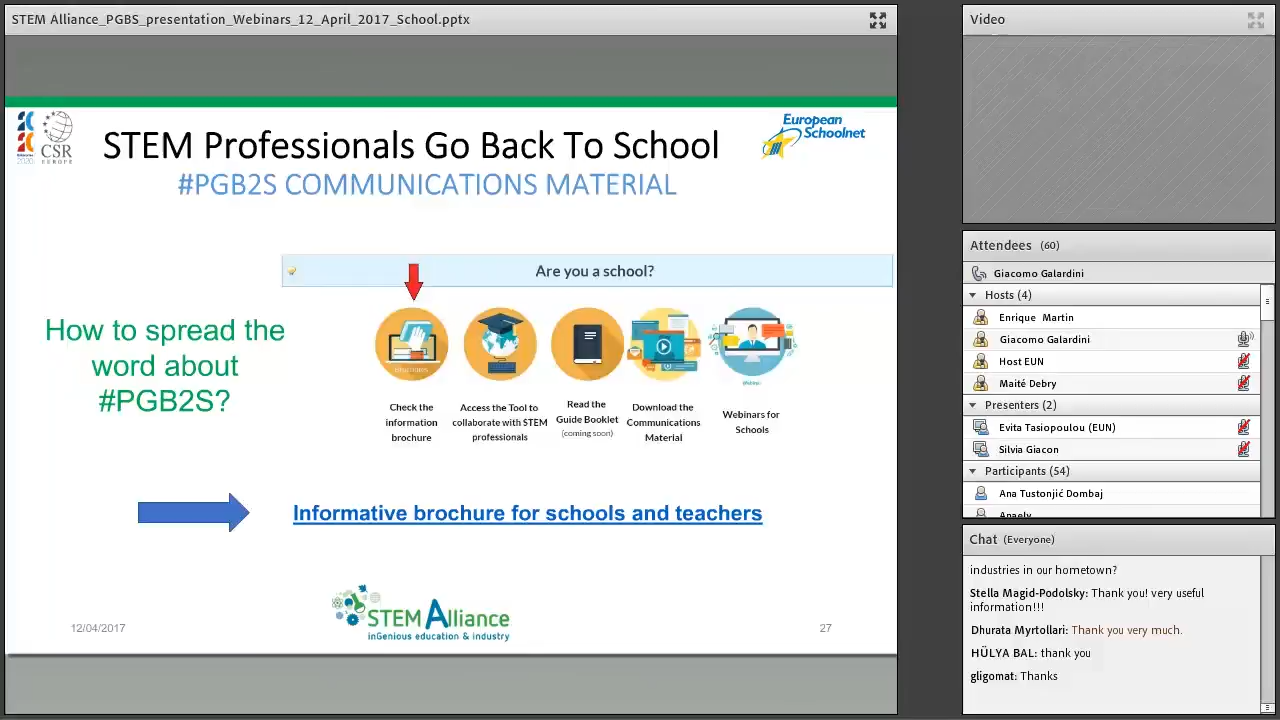 STEM Alliance_PGBS_presentation_Webinars_12_April_2017_School.pptx
CSR
EUROPE
STEM Professionals Go Back To School
#PGB2S COMMUNICATIONS MATERIAL
European
Schoolnet
Are you a school?
How to spread the
word about
#PGB2S?
Check the
information
brochure
Access the Tool to
collaborate with STEM
professionals
Read the
Guide Booklet
(coming soon)
Download the
Communications
Material
Webinars for
Schools
Informative brochure for schools and teachers
STEM Alliance
inGenious education & industry
12/04/2017
27
Video
Attendees (60)
Giacomo Galardini
Hosts (4)
Enrique Martin
Giacomo Galardini
Host EUN
Maité Debry
Presenters (2)
Evita Tasiopoulou (EUN)
Silvia Giacon
Participants (54)
Ana Tustonjić Dombaj
Anaely
Chat (Everyone)
industries in our hometown?
Stella Magid-Podolsky: Thank you! very useful
information!!!
Dhurata Myrtollari: Thank you very much.
HÜLYA BAL: thank you
gligomat: Thanks